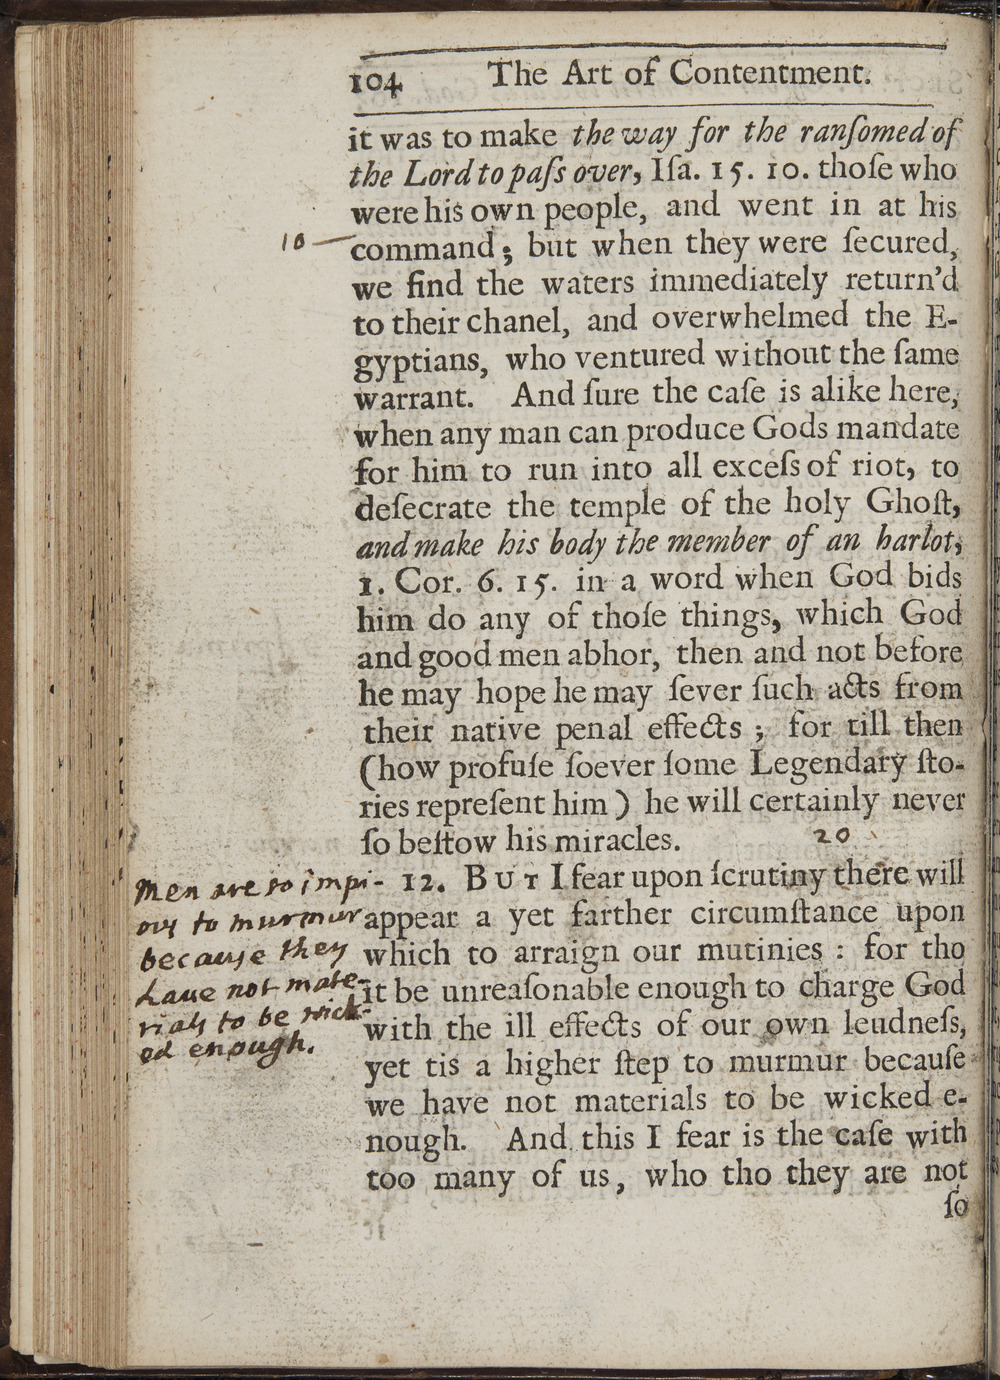 104 The Art of Contentment.
it was to make the way for the ranſomed of
the Lord to paſs over, Iſa. 15. 10. thoſe who
were his own people, and went in at his
10 — command; but when they were ſecured,
we find the waters immediately return'd
to their chanel, and overwhelmed the E-
gyptians, who ventured without the ſame
warrant. And ſure the caſe is alike here,
when any man can produce Gods mandate
for him to run into all exceſs of riot, to
deſecrate the temple of the holy Ghoſt,
and make his body the member of an harlot,
1. Cor. 6. 15. in a word when God bids
him do any of thoſe things, which God
and good men abhor, then and not before
he may hope he may ſever ſuch acts from
their native penal effects; for till then
(how profuſe ſoever ſome Legendary ſto-
ries repreſent him) he will certainly never
ſo beſtow his miracles.
20
12. BUT I fear upon ſcrutiny there will
appear a yet farther circumſtance upon
which to arraign our mutinies : for tho
it be unreaſonable enough to charge God
with the ill effects of our own leudneſs,
yet tis a higher ſtep to murmur becauſe
we have not materials to be wicked e-
nough. And this I fear is the caſe with
too many of us, who tho they are not
ſo
Men are so impi-
ous to murmur
because they
haue not mate-
rials to be wick-
ed enough.